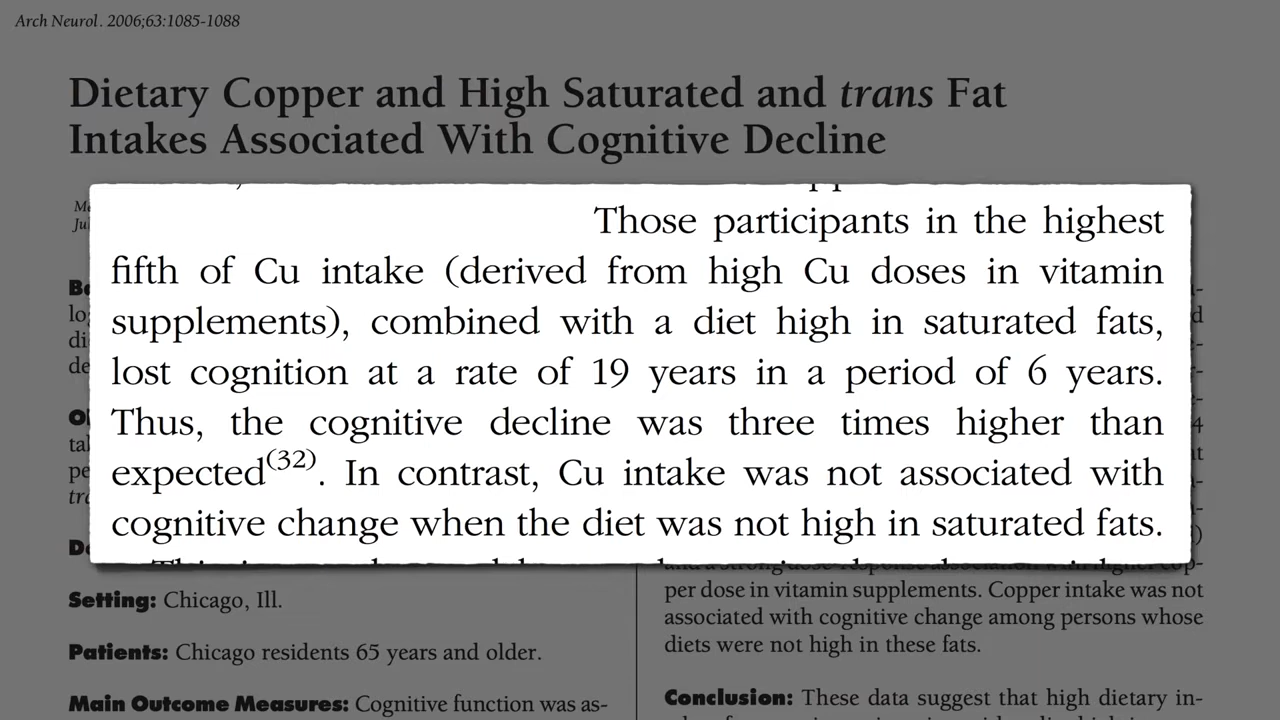 Arch Neurol. 2006;63:1085-1088
Dietary Copper and High Saturated and trans Fat
Intakes Associated With Cognitive Decline
Those participants in the highest
fifth of Cu intake (derived from high Cu doses in vitamin
supplements), combined with a diet high in saturated fats,
lost cognition at a rate of 19 years in a period of 6 years.
Thus, the cognitive decline was three times higher than
expected(32). In contrast, Cu intake was not associated with
cognitive change when the diet was not high in saturated fats.
Setting: Chicago, Ill.
Patients: Chicago residents 65 years and older.
Main Outcome Measures: Cognitive function was as-
per dose in vitamin supplements. Copper intake was not
associated with cognitive change among persons whose
diets were not high in these fats.
Conclusion: These data suggest that high dietary in-